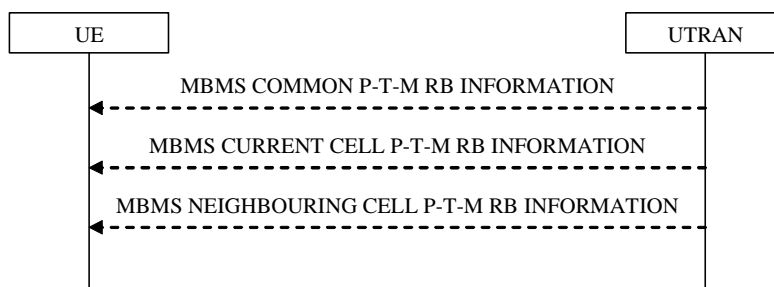 UE
UTRAN
MBMS COMMON P-T-M RB INFORMATION
MBMS CURRENT CELL P-T-M RB INFORMATION
MBMS NEIGHBOURING CELL P-T-M RB INFORMATION